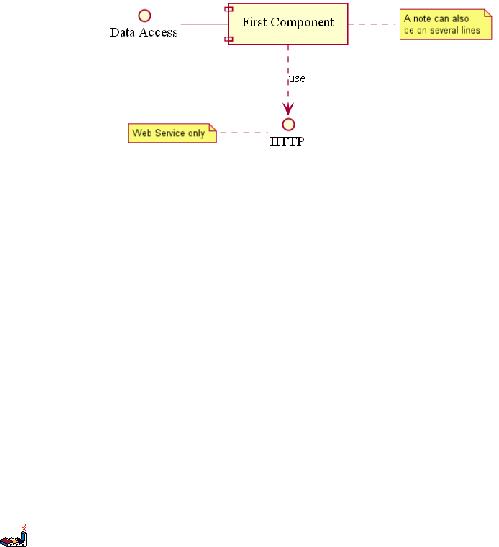 Data Access
First Component
A note can also
be on several lines
use
Web Service only
HTTP